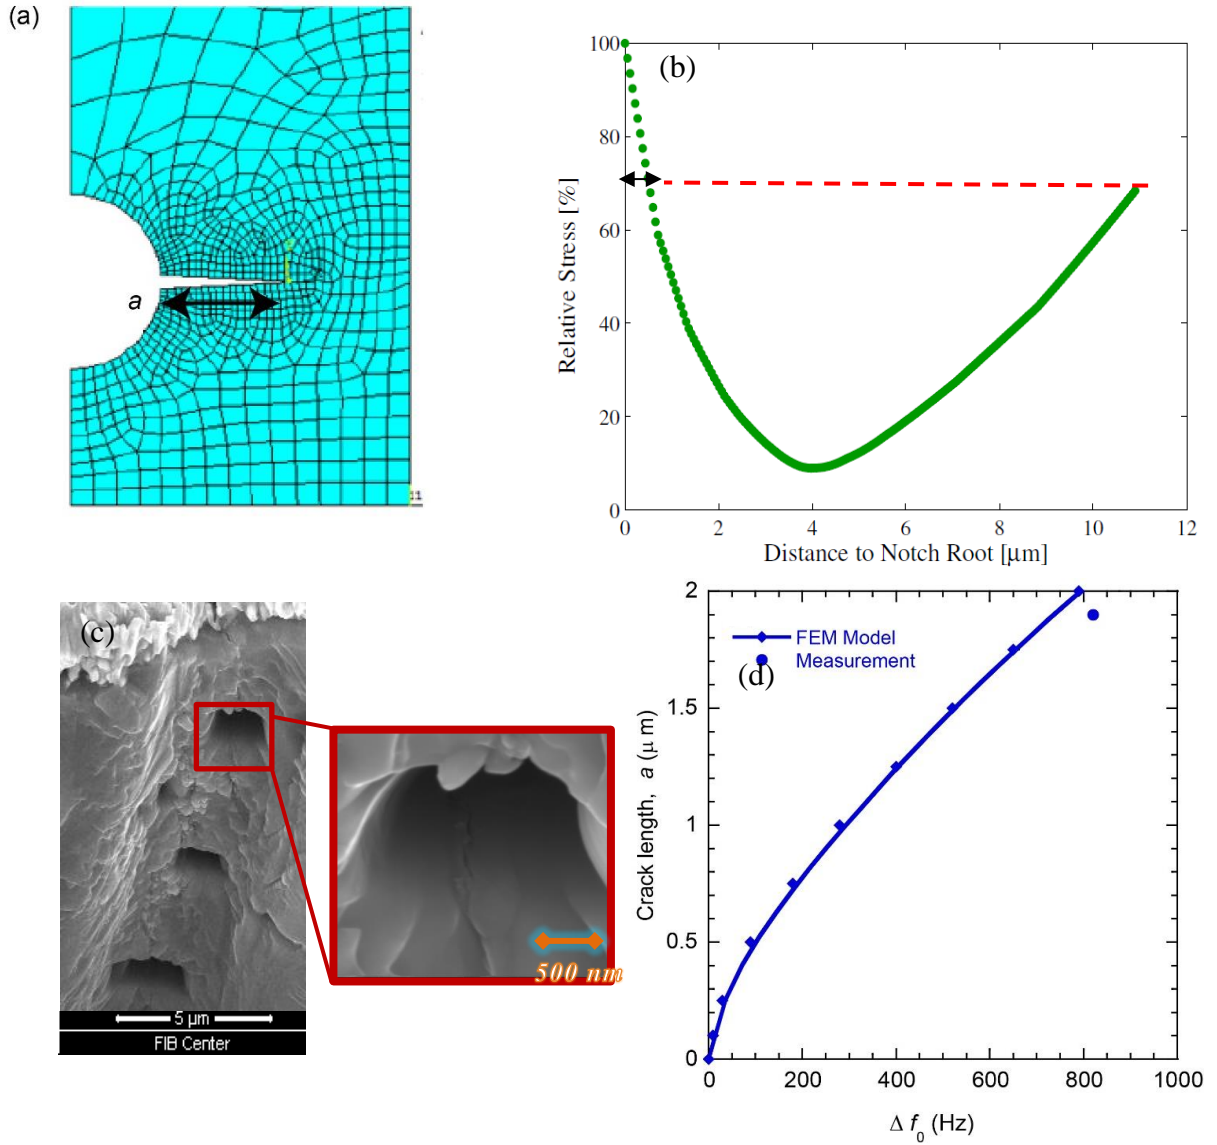 (a)
a
11
(b)
100
80
60
40
20
0
Relative Stress [%]
0 2 4 6 8 10 12
Distance to Notch Root [μm]
(c)
500 nm
5 μm
FIB Center
(d)
FEM Model
Measurement
2
1.5
1
0.5
0
Crack length, a (μ m)
0 200 400 600 800 1000
Δ f0 (Hz)